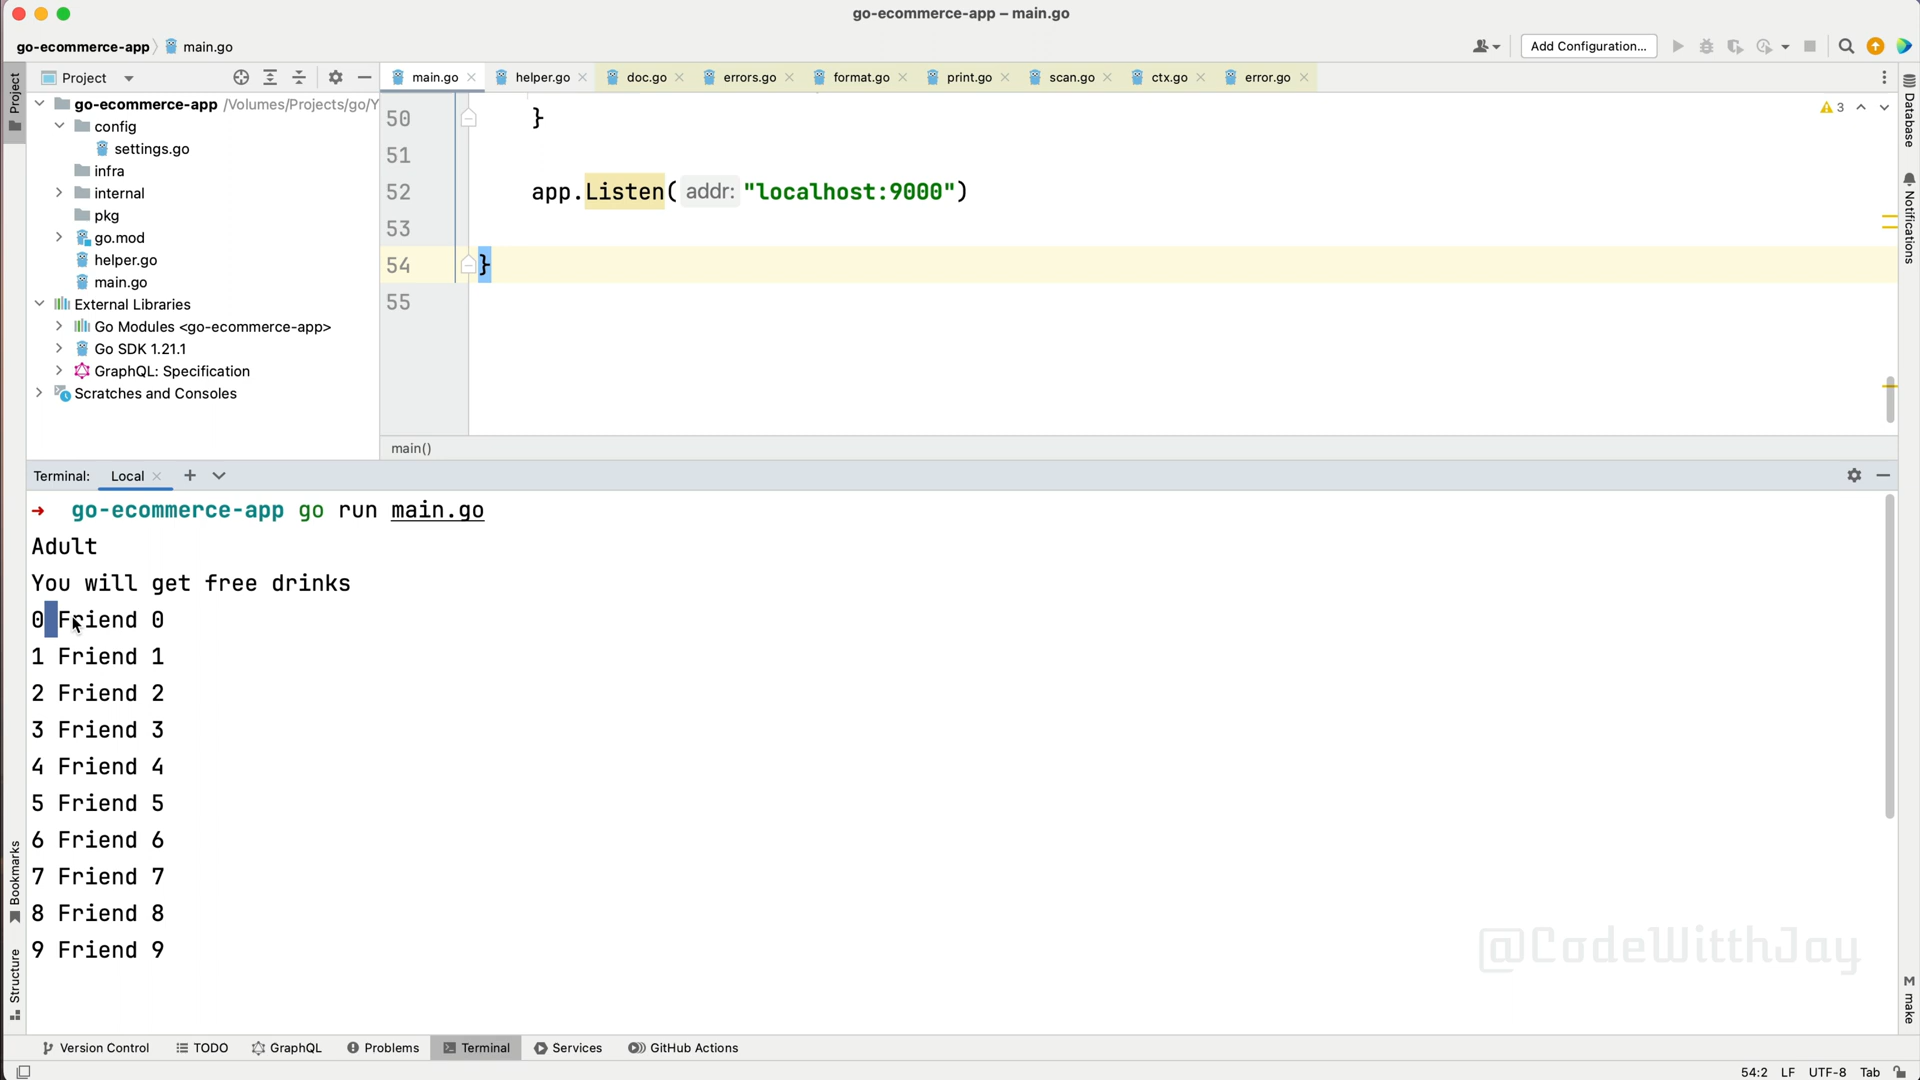 go-ecommerce-app – main.go
go-ecommerce-app
main.go
Add Configuration...
Project
main.go
helper.go
doc.go
errors.go
format.go
print.go
scan.go
ctx.go
error.go
Project
go-ecommerce-app /Volumes/Projects/go/Y
config
settings.go
infra
internal
pkg
go.mod
helper.go
main.go
External Libraries
Go Modules <go-ecommerce-app>
Go SDK 1.21.1
GraphQL: Specification
Scratches and Consoles
50 }
51
52 app.Listen( addr: "localhost:9000")
53
54 }
55
3
Database
Notifications
main()
Terminal: Local
➜ go-ecommerce-app go run main.go
Adult
You will get free drinks
0 Friend 0
1 Friend 1
2 Friend 2
3 Friend 3
4 Friend 4
5 Friend 5
6 Friend 6
7 Friend 7
8 Friend 8
9 Friend 9
@CodeWitthJay
Bookmarks
Structure
M make
Version Control
TODO
GraphQL
Problems
Terminal
Services
GitHub Actions
54:2 LF UTF-8 Tab